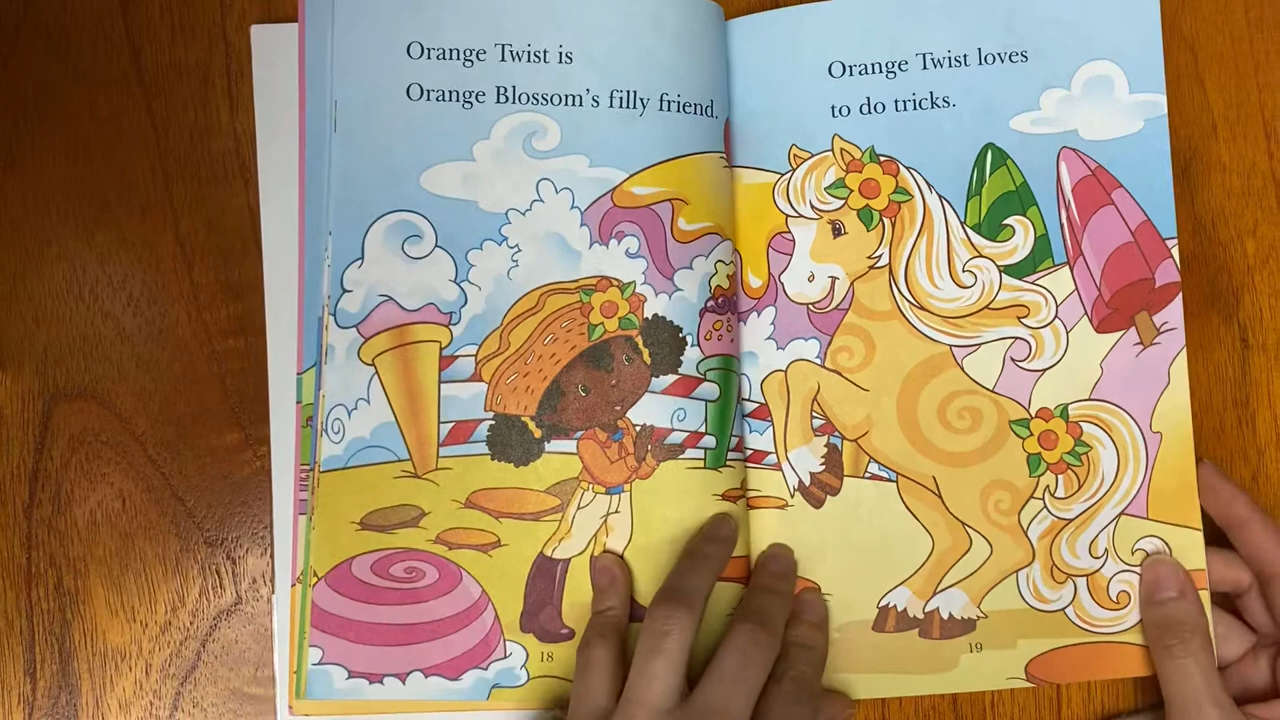 Orange Twist is
Orange Blossom's filly friend.
18
Orange Twist loves
to do tricks.
19